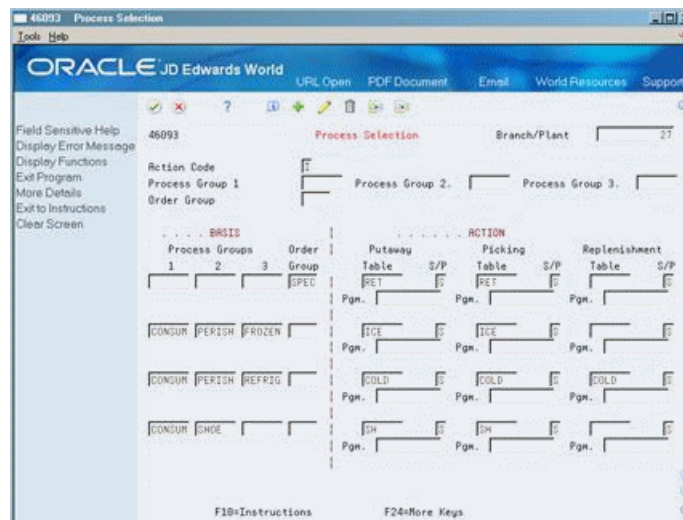 46093 Process Selection
Tools Help
ORACLE JD Edwards World
URL Open PDF Document Email World Resources Support
Field Sensitive Help
Display Error Message
Display Functions
Exit Program
More Details
Exit to Instructions
Clear Screen
46093 Process Selection Branch/Plant 27
Action Code I
Process Group 1 Process Group 2. Process Group 3.
Order Group
. . . . BASIS . . . . . . ACTION
Process Groups Order Putaway Picking Replenishment
1 2 3 Group Table S/P Table S/P Table S/P
SPEC RET S RET S S
Pgm. Pgm. Pgm.
CONSUM PERISH FROZEN ICE S ICE S S
Pgm. Pgm. Pgm.
CONSUM PERISH REFRIG COLD S COLD S COLD S
Pgm. Pgm. Pgm.
CONSUM SHOE SH S SH S S
Pgm. Pgm. Pgm.
F10=Instructions F24=More Keys